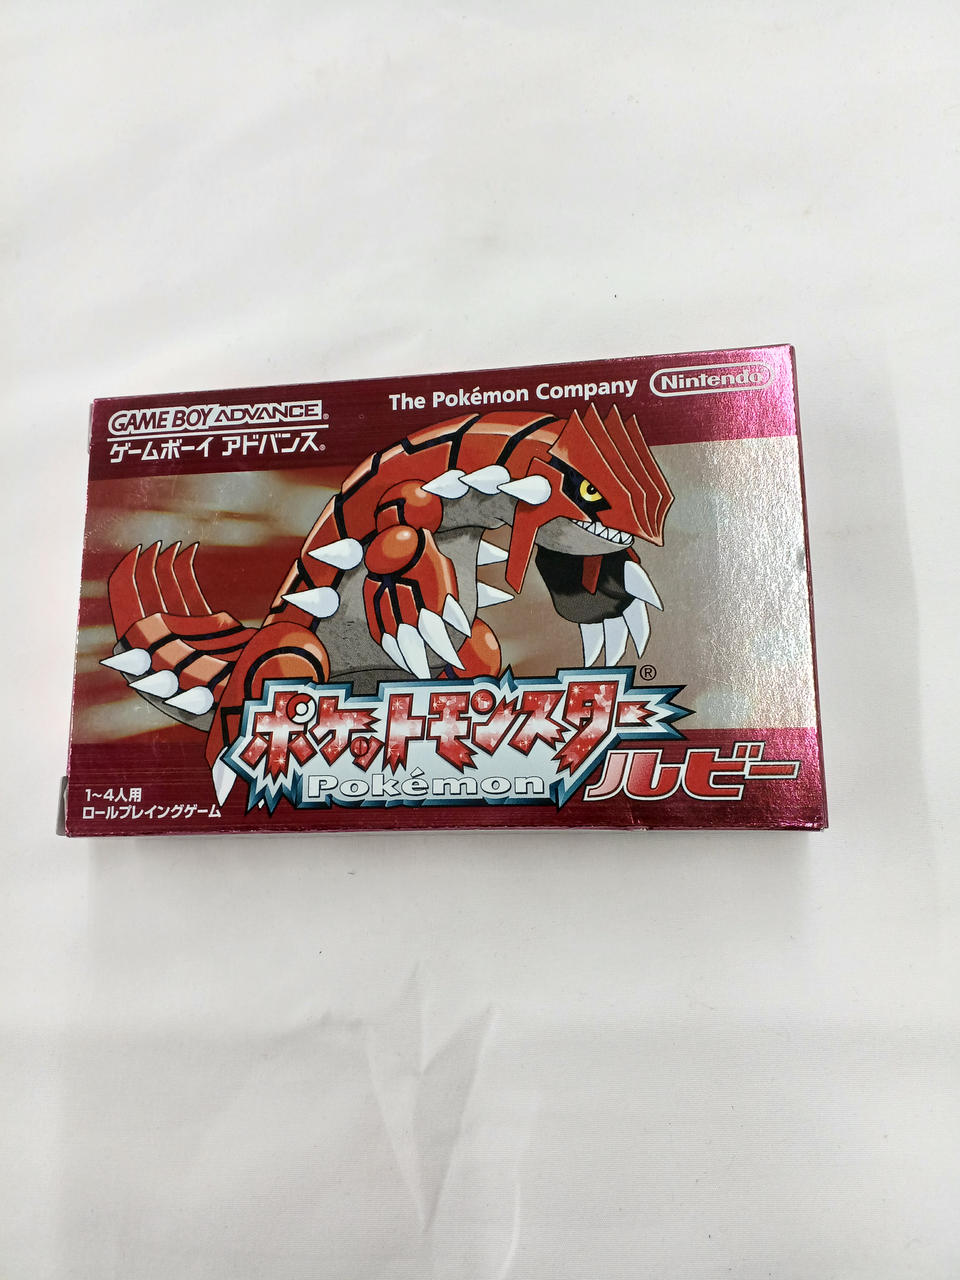 GAME BOY ADVANCE®
ゲームボーイ アドバンス®
The Pokémon Company
Nintendo
ポケットモンスター®
Pokémon
ルビー
1~4人用
ロールプレイングゲーム